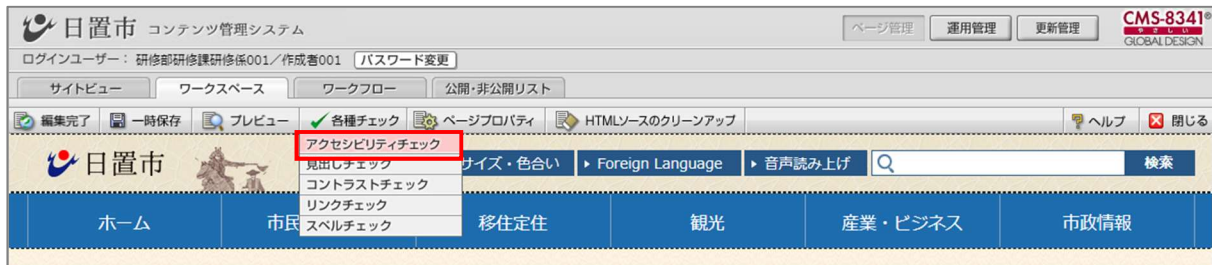 日置市 コンテンツ管理システム
ページ管理 運用管理 更新管理
CMS-8341®
やさしい
GLOBAL DESIGN
ログインユーザー： 研修部研修課研修係001／作成者001 パスワード変更
サイトビュー ワークスペース ワークフロー 公開・非公開リスト
編集完了 一時保存 プレビュー 各種チェック ページプロパティ HTMLソースのクリーンアップ ヘルプ 閉じる
アクセシビリティチェック
見出しチェック
コントラストチェック
リンクチェック
スペルチェック
日置市 サイズ・色合い Foreign Language 音声読み上げ 検索
ホーム 市民 移住定住 観光 産業・ビジネス 市政情報